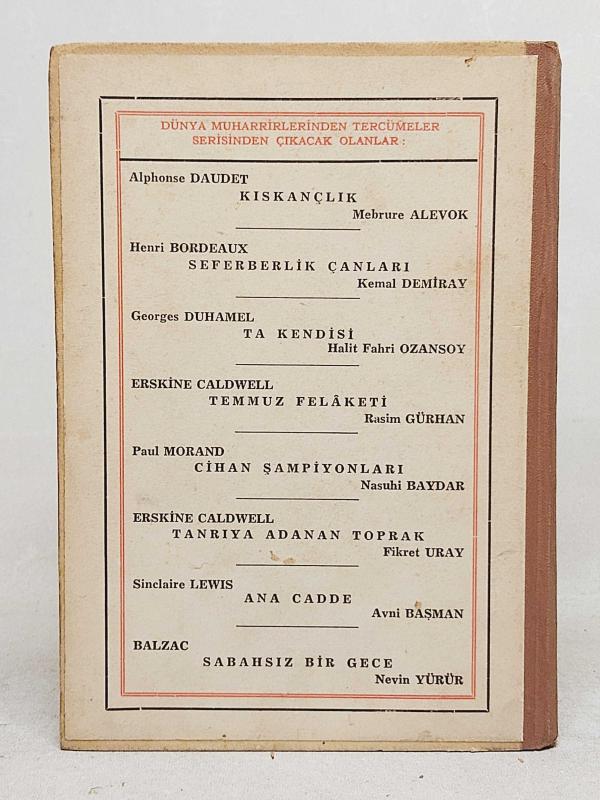 DÜNYA MUHARRİRLERİNDEN TERCÜMELER
SERİSİNDEN ÇIKACAK OLANLAR:
Alphonse DAUDET
KISKANÇLIK
Mebrure ALEVOK
Henri BORDEAUX
SEFERBERLİK ÇANLARI
Kemal DEMİRAY
Georges DUHAMEL
TA KENDİSİ
Halit Fahri OZANSOY
ERSKİNE CALDWELL
TEMMUZ FELÂKETİ
Rasim GÜRHAN
Paul MORAND
CİHAN ŞAMPİYONLARI
Nasuhi BAYDAR
ERSKİNE CALDWELL
TANRIYA ADANAN TOPRAK
Fikret URAY
Sinclaire LEWIS
ANA CADDE
Avni BAŞMAN
BALZAC
SABAHSIZ BİR GECE
Nevin YÜRÜR